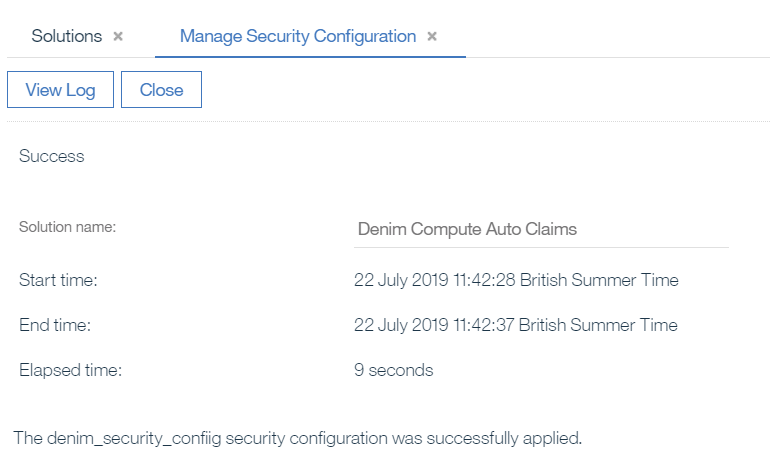 Solutions × Manage Security Configuration ×
View Log Close
Success
Solution name: Denim Compute Auto Claims
Start time: 22 July 2019 11:42:28 British Summer Time
End time: 22 July 2019 11:42:37 British Summer Time
Elapsed time: 9 seconds
The denim_security_confiig security configuration was successfully applied.